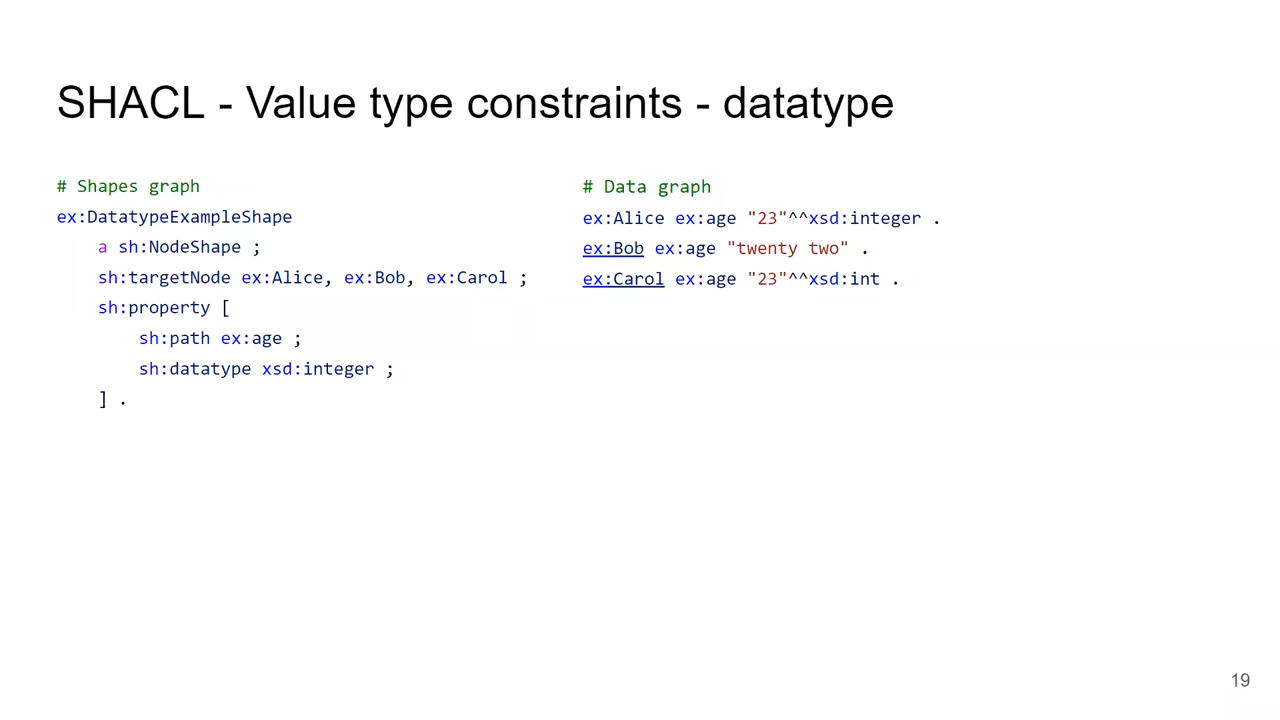 SHACL - Value type constraints - datatype
# Shapes graph
ex:DatatypeExampleShape
    a sh:NodeShape ;
    sh:targetNode ex:Alice, ex:Bob, ex:Carol ;
    sh:property [
        sh:path ex:age ;
        sh:datatype xsd:integer ;
    ] .
# Data graph
ex:Alice ex:age "23"^^xsd:integer .
ex:Bob ex:age "twenty two" .
ex:Carol ex:age "23"^^xsd:int .
19